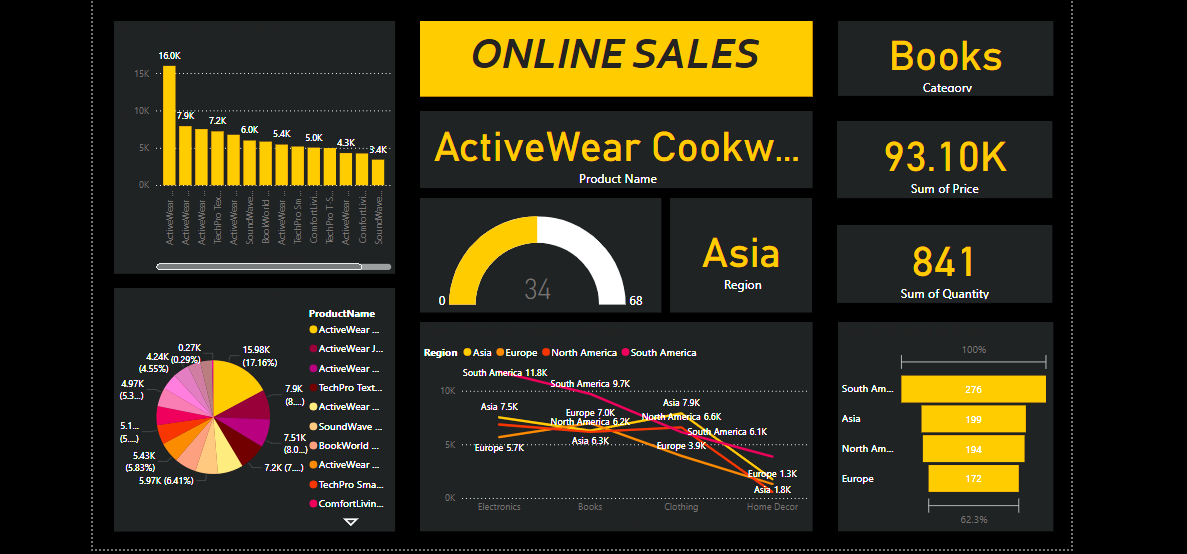 ONLINE SALES
Books
Category
ActiveWear Cookw...
Product Name
93.10K
Sum of Price
841
Sum of Quantity
Asia
Region
0
34
68
16.0K
7.9K
7.2K
6.0K
5.4K
5.0K
4.3K
3.4K
15K
10K
5K
0K
ActiveWear ...
ActiveWear ...
ActiveWear ...
TechPro Tex...
ActiveWear ...
SoundWave...
BookWorld ...
ActiveWear ...
TechPro Sm...
ComfortLivi...
TechPro T-S...
ActiveWear ...
ComfortLivi...
SoundWave...
ProductName
ActiveWear ...
ActiveWear J...
ActiveWear ...
TechPro Text...
ActiveWear ...
SoundWave ...
BookWorld ...
ActiveWear ...
TechPro Sma...
ComfortLivin...
15.98K
(17.16%)
7.9K
(8....)
7.51K
(8.0...)
7.2K (7....)
5.97K (6.41%)
5.43K
(5.83%)
5.1...
(5....)
4.97K
(5.3...)
4.24K
(4.55%)
0.27K
(0.29%)
Region Asia Europe North America South America
10K
5K
0K
South America 11.8K
South America 9.7K
Asia 7.5K
Europe 7.0K
North America 6.2K
Asia 7.9K
North America 6.6K
South America 6.1K
Europe 5.7K
Asia 6.3K
Europe 3.9K
Europe 1.3K
Asia 1.8K
Electronics
Books
Clothing
Home Decor
100%
South Am... 276
Asia 199
North Am... 194
Europe 172
62.3%